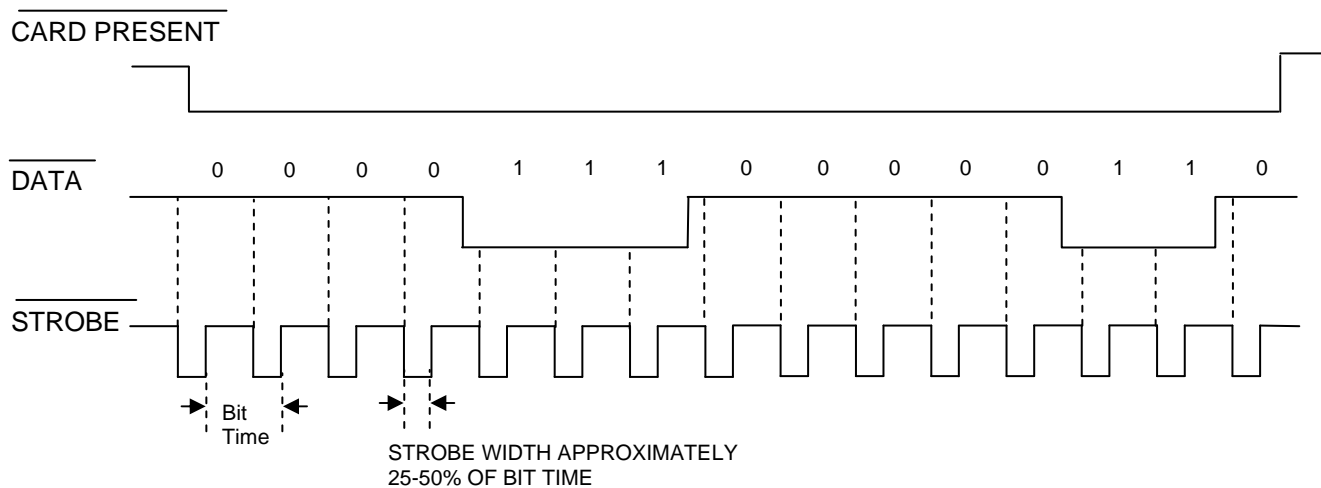 CARD PRESENT
DATA
0 0 0 0 1 1 1 0 0 0 0 0 1 1 0
STROBE
Bit
Time
STROBE WIDTH APPROXIMATELY
25-50% OF BIT TIME